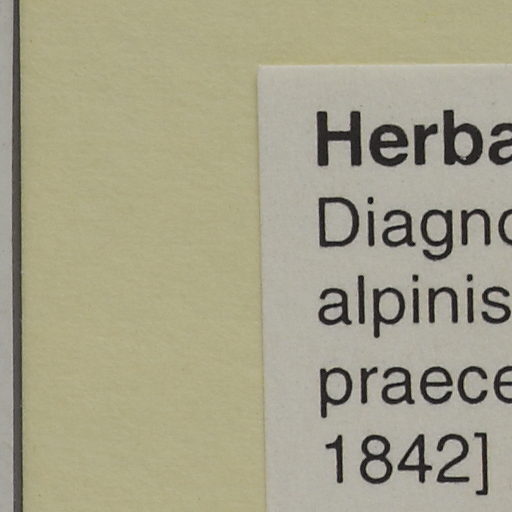 Herba
Diagno
alpinis
praece
1842]